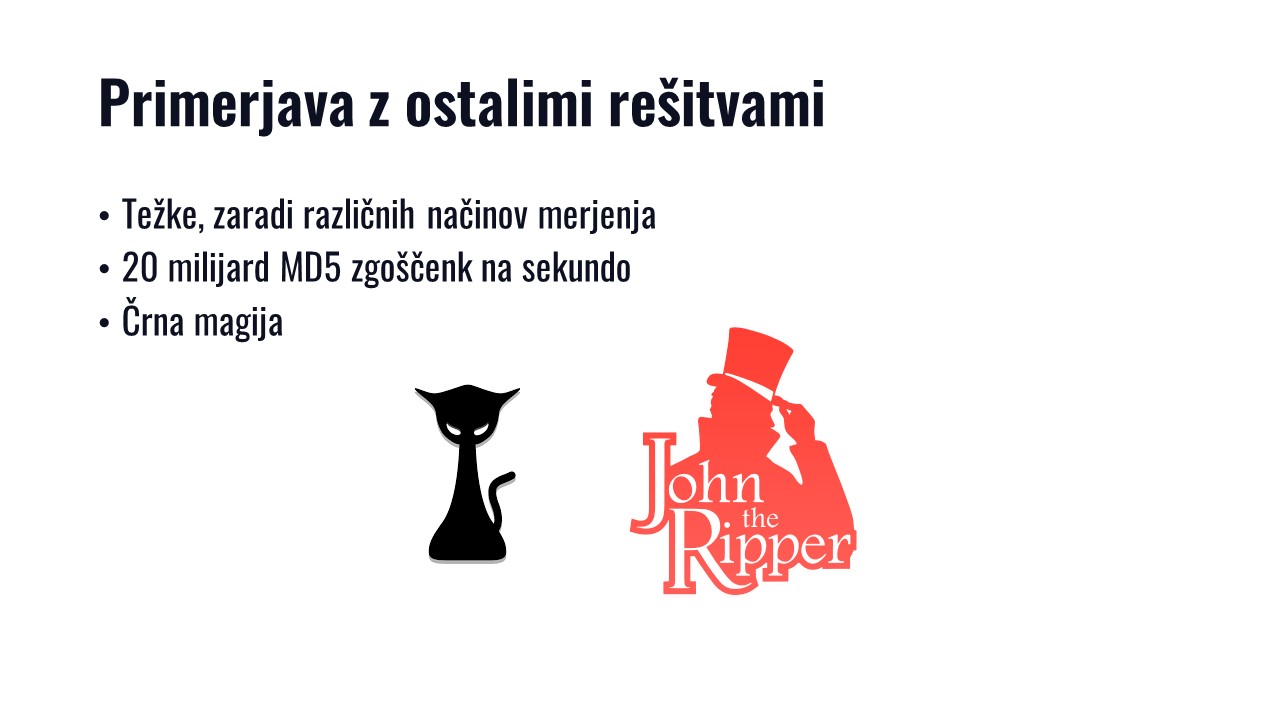 Primerjava z ostalimi rešitvami
• Težke, zaradi različnih načinov merjenja
• 20 milijard MD5 zgoščenk na sekundo
• Črna magija
John
the
Ripper